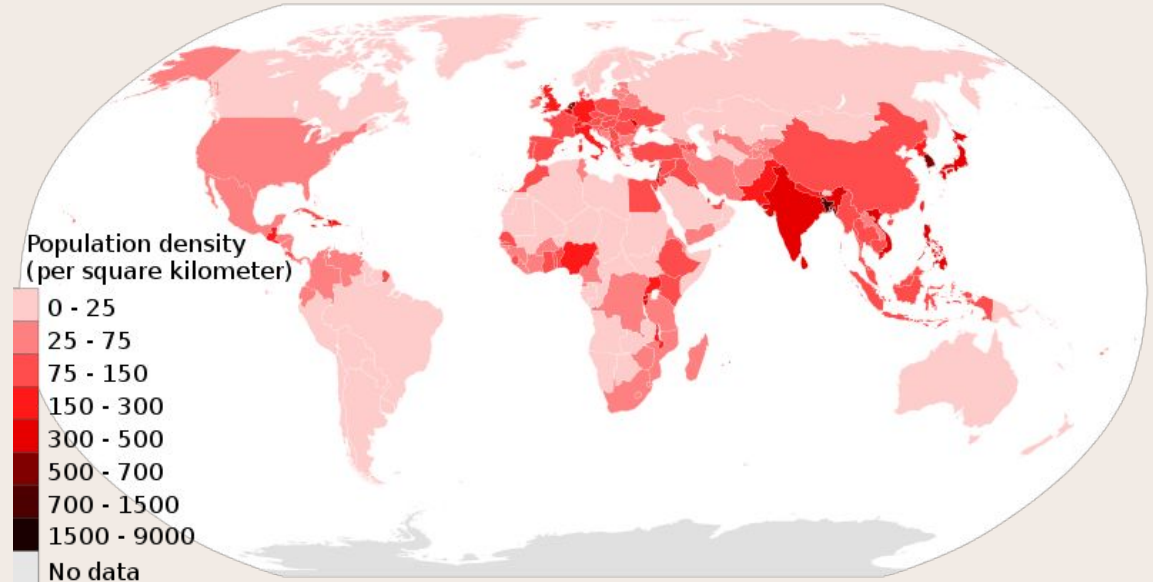 Population density
(per square kilometer)
0 - 25
25 - 75
75 - 150
150 - 300
300 - 500
500 - 700
700 - 1500
1500 - 9000
No data